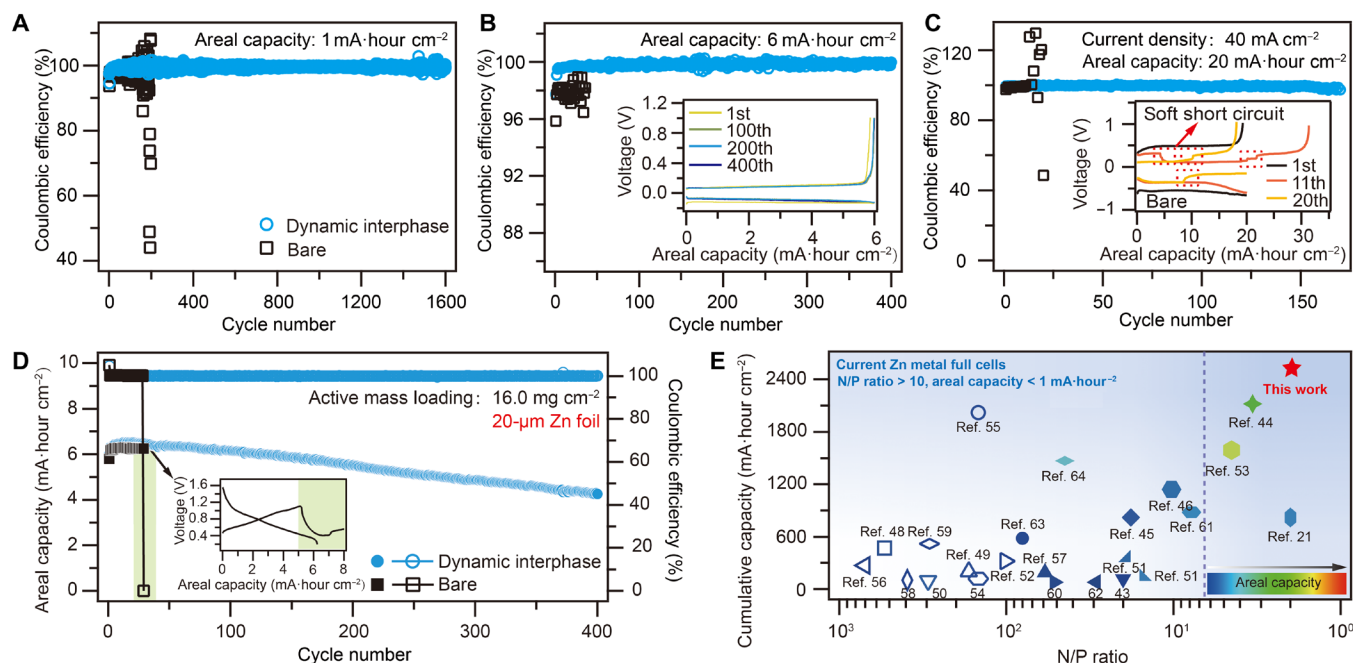 A
Areal capacity: 1 mA·hour cm⁻²
Coulombic efficiency (%)
120
100
80
60
40
Dynamic interphase
Bare
0
400
800
1200
1600
Cycle number
B
Areal capacity: 6 mA·hour cm⁻²
Coulombic efficiency (%)
100
96
92
88
1st
100th
200th
400th
Voltage (V)
1.2
0.8
0.4
0.0
0
2
4
6
Areal capacity (mA·hour cm⁻²)
0
100
200
300
400
Cycle number
C
Current density: 40 mA cm⁻²
Areal capacity: 20 mA·hour cm⁻²
Coulombic efficiency (%)
120
80
40
0
Soft short circuit
Voltage (V)
1
0
−1
1st
11th
20th
Bare
0
10
20
30
Areal capacity (mA·hour cm⁻²)
0
50
100
150
Cycle number
D
Areal capacity (mA·hour cm⁻²)
10
8
6
4
2
0
Active mass loading: 16.0 mg cm⁻²
20-μm Zn foil
Voltage (V)
1.6
1.2
0.8
0.4
0
2
4
6
8
Areal capacity (mA·hour cm⁻²)
Dynamic interphase
Bare
100
80
60
40
20
0
Coulombic efficiency (%)
0
100
200
300
400
Cycle number
E
Current Zn metal full cells
N/P ratio > 10, areal capacity < 1 mA·hour⁻²
Cumulative capacity (mA·hour cm⁻²)
2400
1800
1200
600
0
This work
Ref. 44
Ref. 55
Ref. 53
Ref. 64
Ref. 46
Ref. 61
Ref. 45
Ref. 21
Ref. 48
Ref. 59
Ref. 63
Ref. 49
Ref. 57
Ref. 51
Ref. 56
Ref. 52
Ref. 51
58
50
54
60
62
43
Areal capacity
10³
10²
10¹
10⁰
N/P ratio